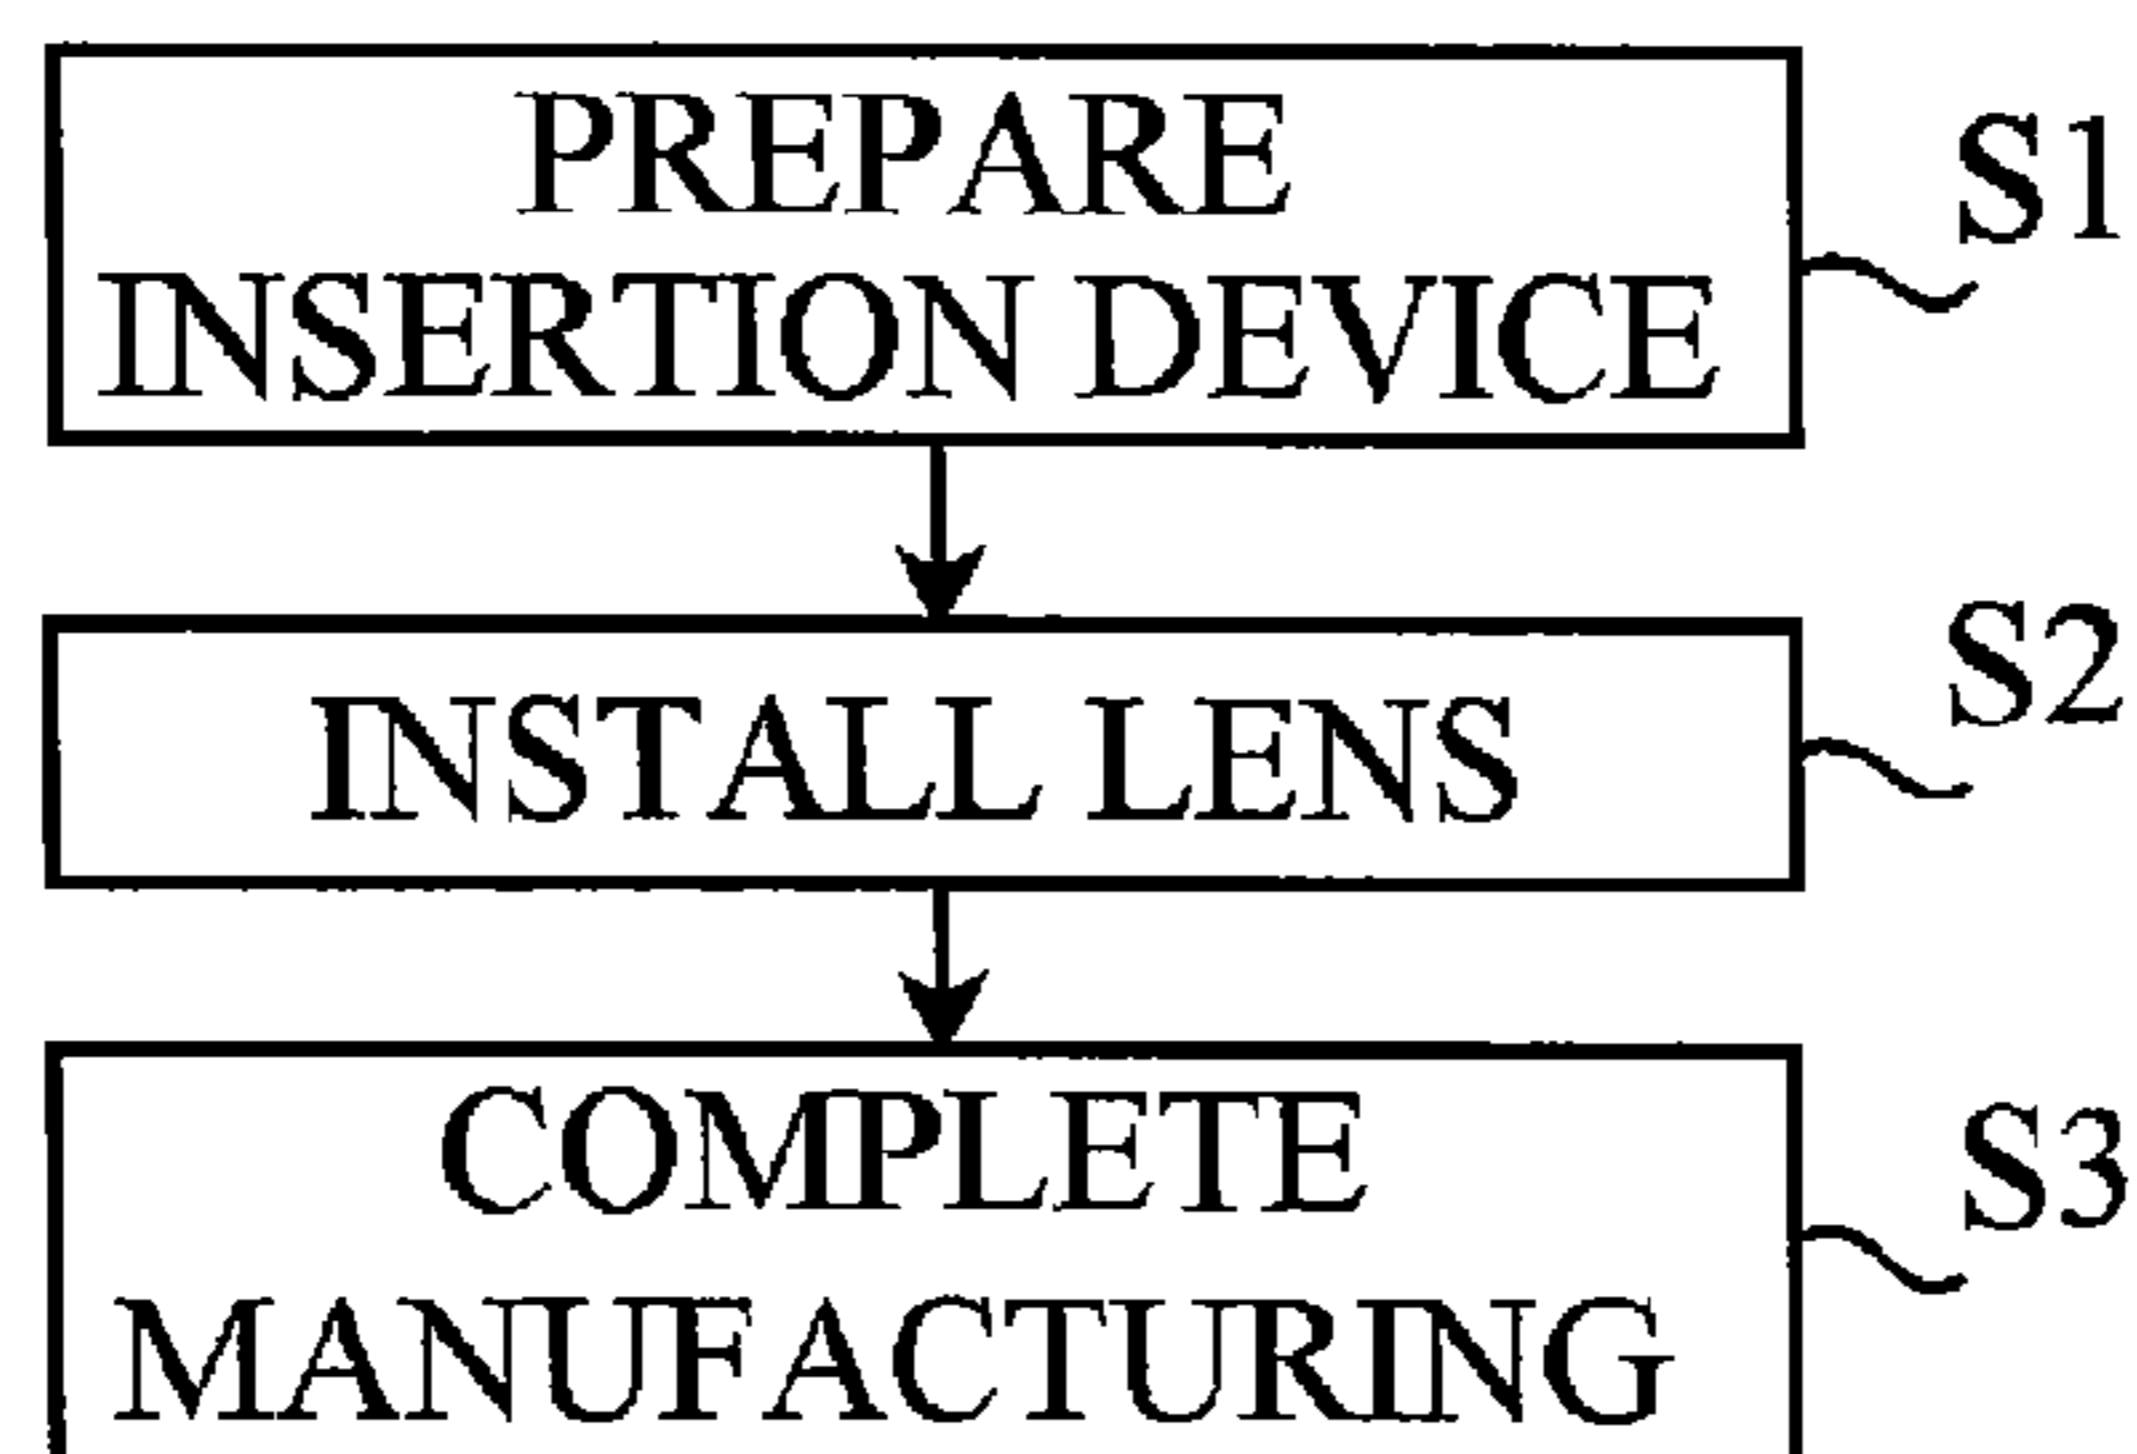 PREPARE
INSERTION DEVICE
S1
INSTALL LENS
S2
COMPLETE
MANUFACTURING
S3